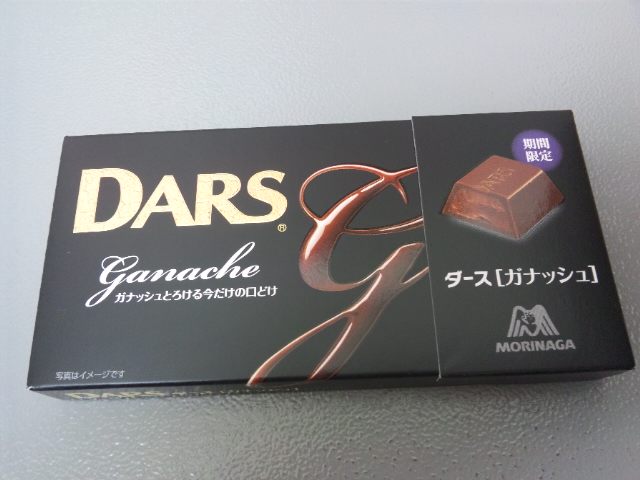 DARS®
Ganache
ガナッシュとろける今だけの口どけ
写真はイメージです
期間
限定
DARS
ダース[ガナッシュ]
MORINAGA
DARS